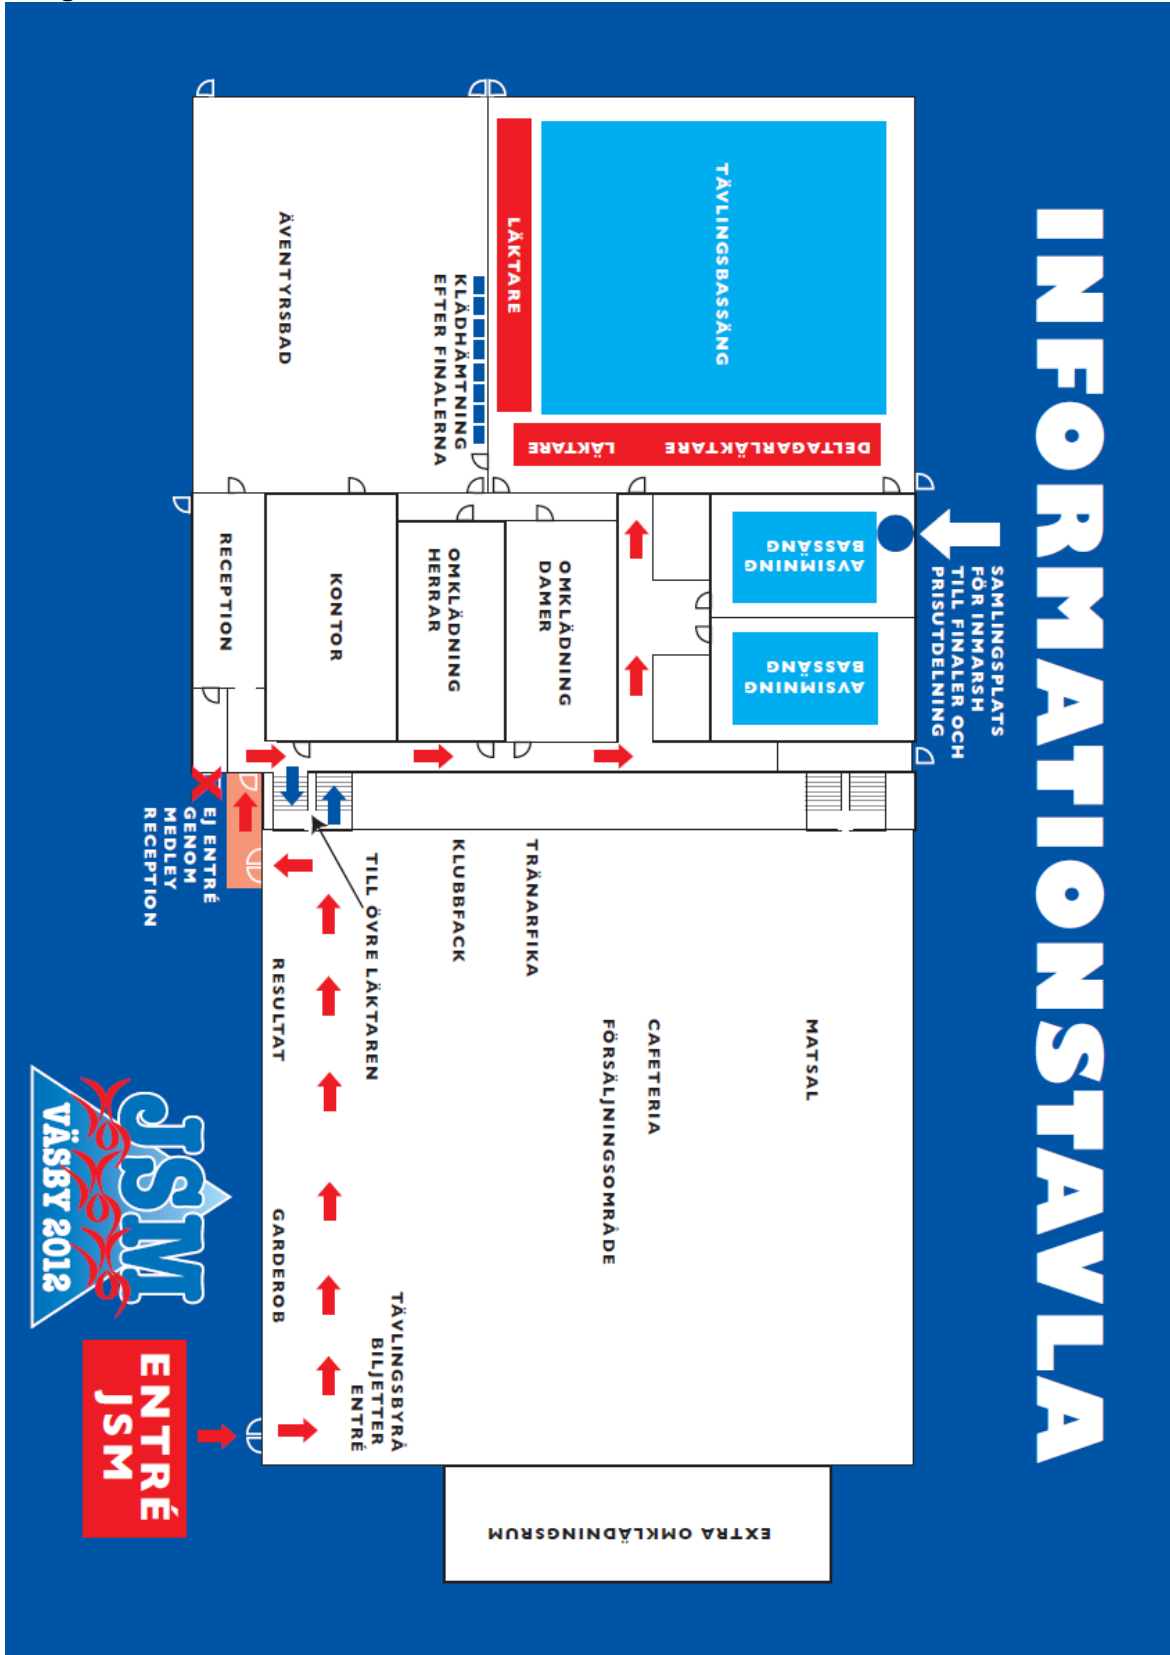 INFORMATIONSTAVLA
TÄVLINGSBASSÄNG
LÄKTARE
DELTAGARLÄKTARE
LÄKTARE
ÄVENTYRSBAD
KLÄDHÄMTNING
EFTER FINALERNA
SAMLINGSPLATS
FÖR INMARSH
TILL FINALER OCH
PRISUTDELNING
AVSIMNING
BASSÄNG
AVSIMNING
BASSÄNG
OMKLÄDNING
DAMER
OMKLÄDNING
HERRAR
KONTOR
RECEPTION
EJ ENTRÉ
GENOM
MEDLEY
RECEPTION
TILL ÖVRE LÄKTAREN
KLUBBFACK
TRÄNARFIKA
RESULTAT
MATSAL
CAFETERIA
FÖRSÄLJNINGSOMRÅDE
GARDEROB
TÄVLINGSBYRÅ
BILJETTER
ENTRÉ
JSM
VÄSBY 2012
ENTRÉ
JSM
EXTRA OMKLÄDNINGSRUM